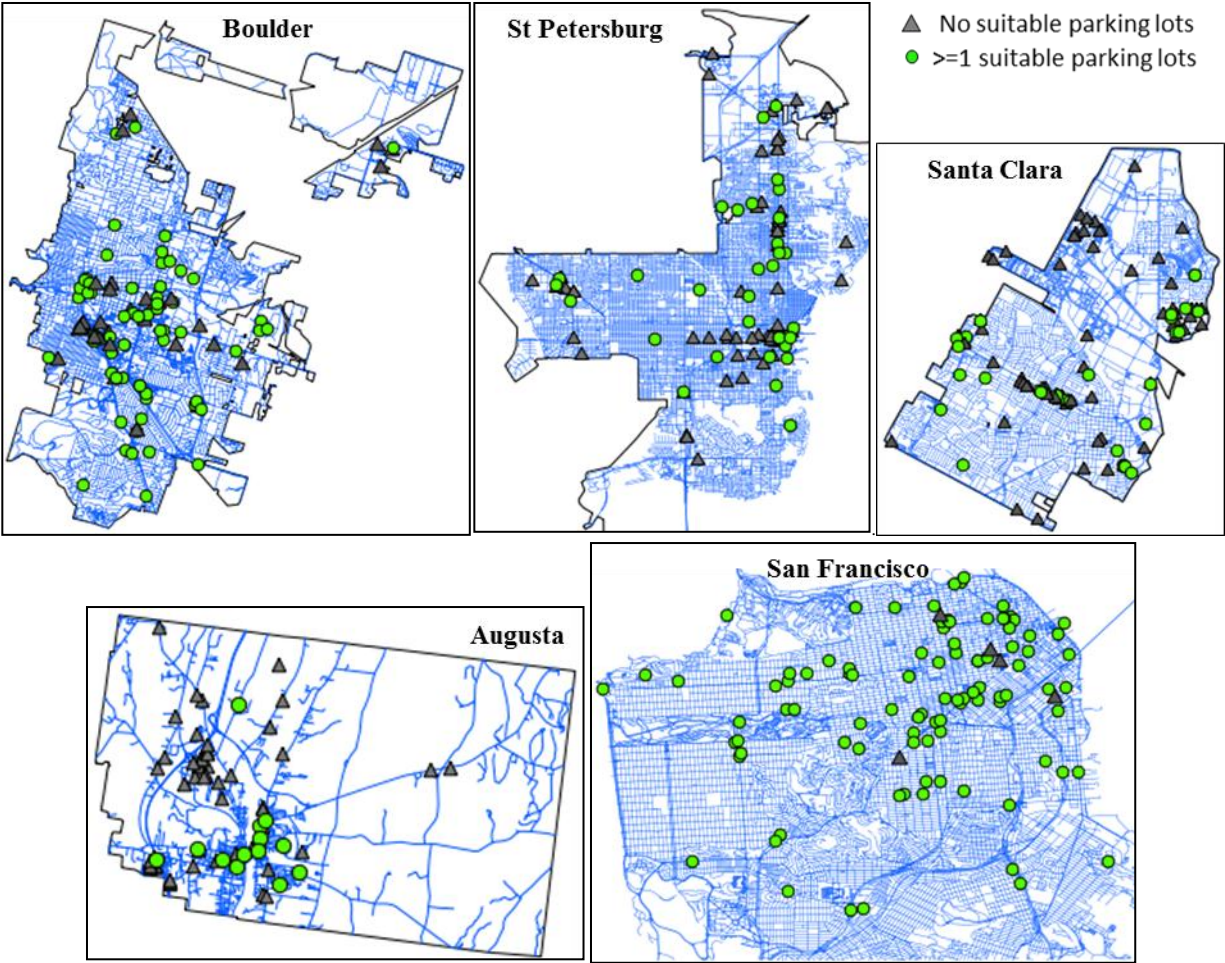 Boulder
St Petersburg
No suitable parking lots
>=1 suitable parking lots
Santa Clara
San Francisco
Augusta